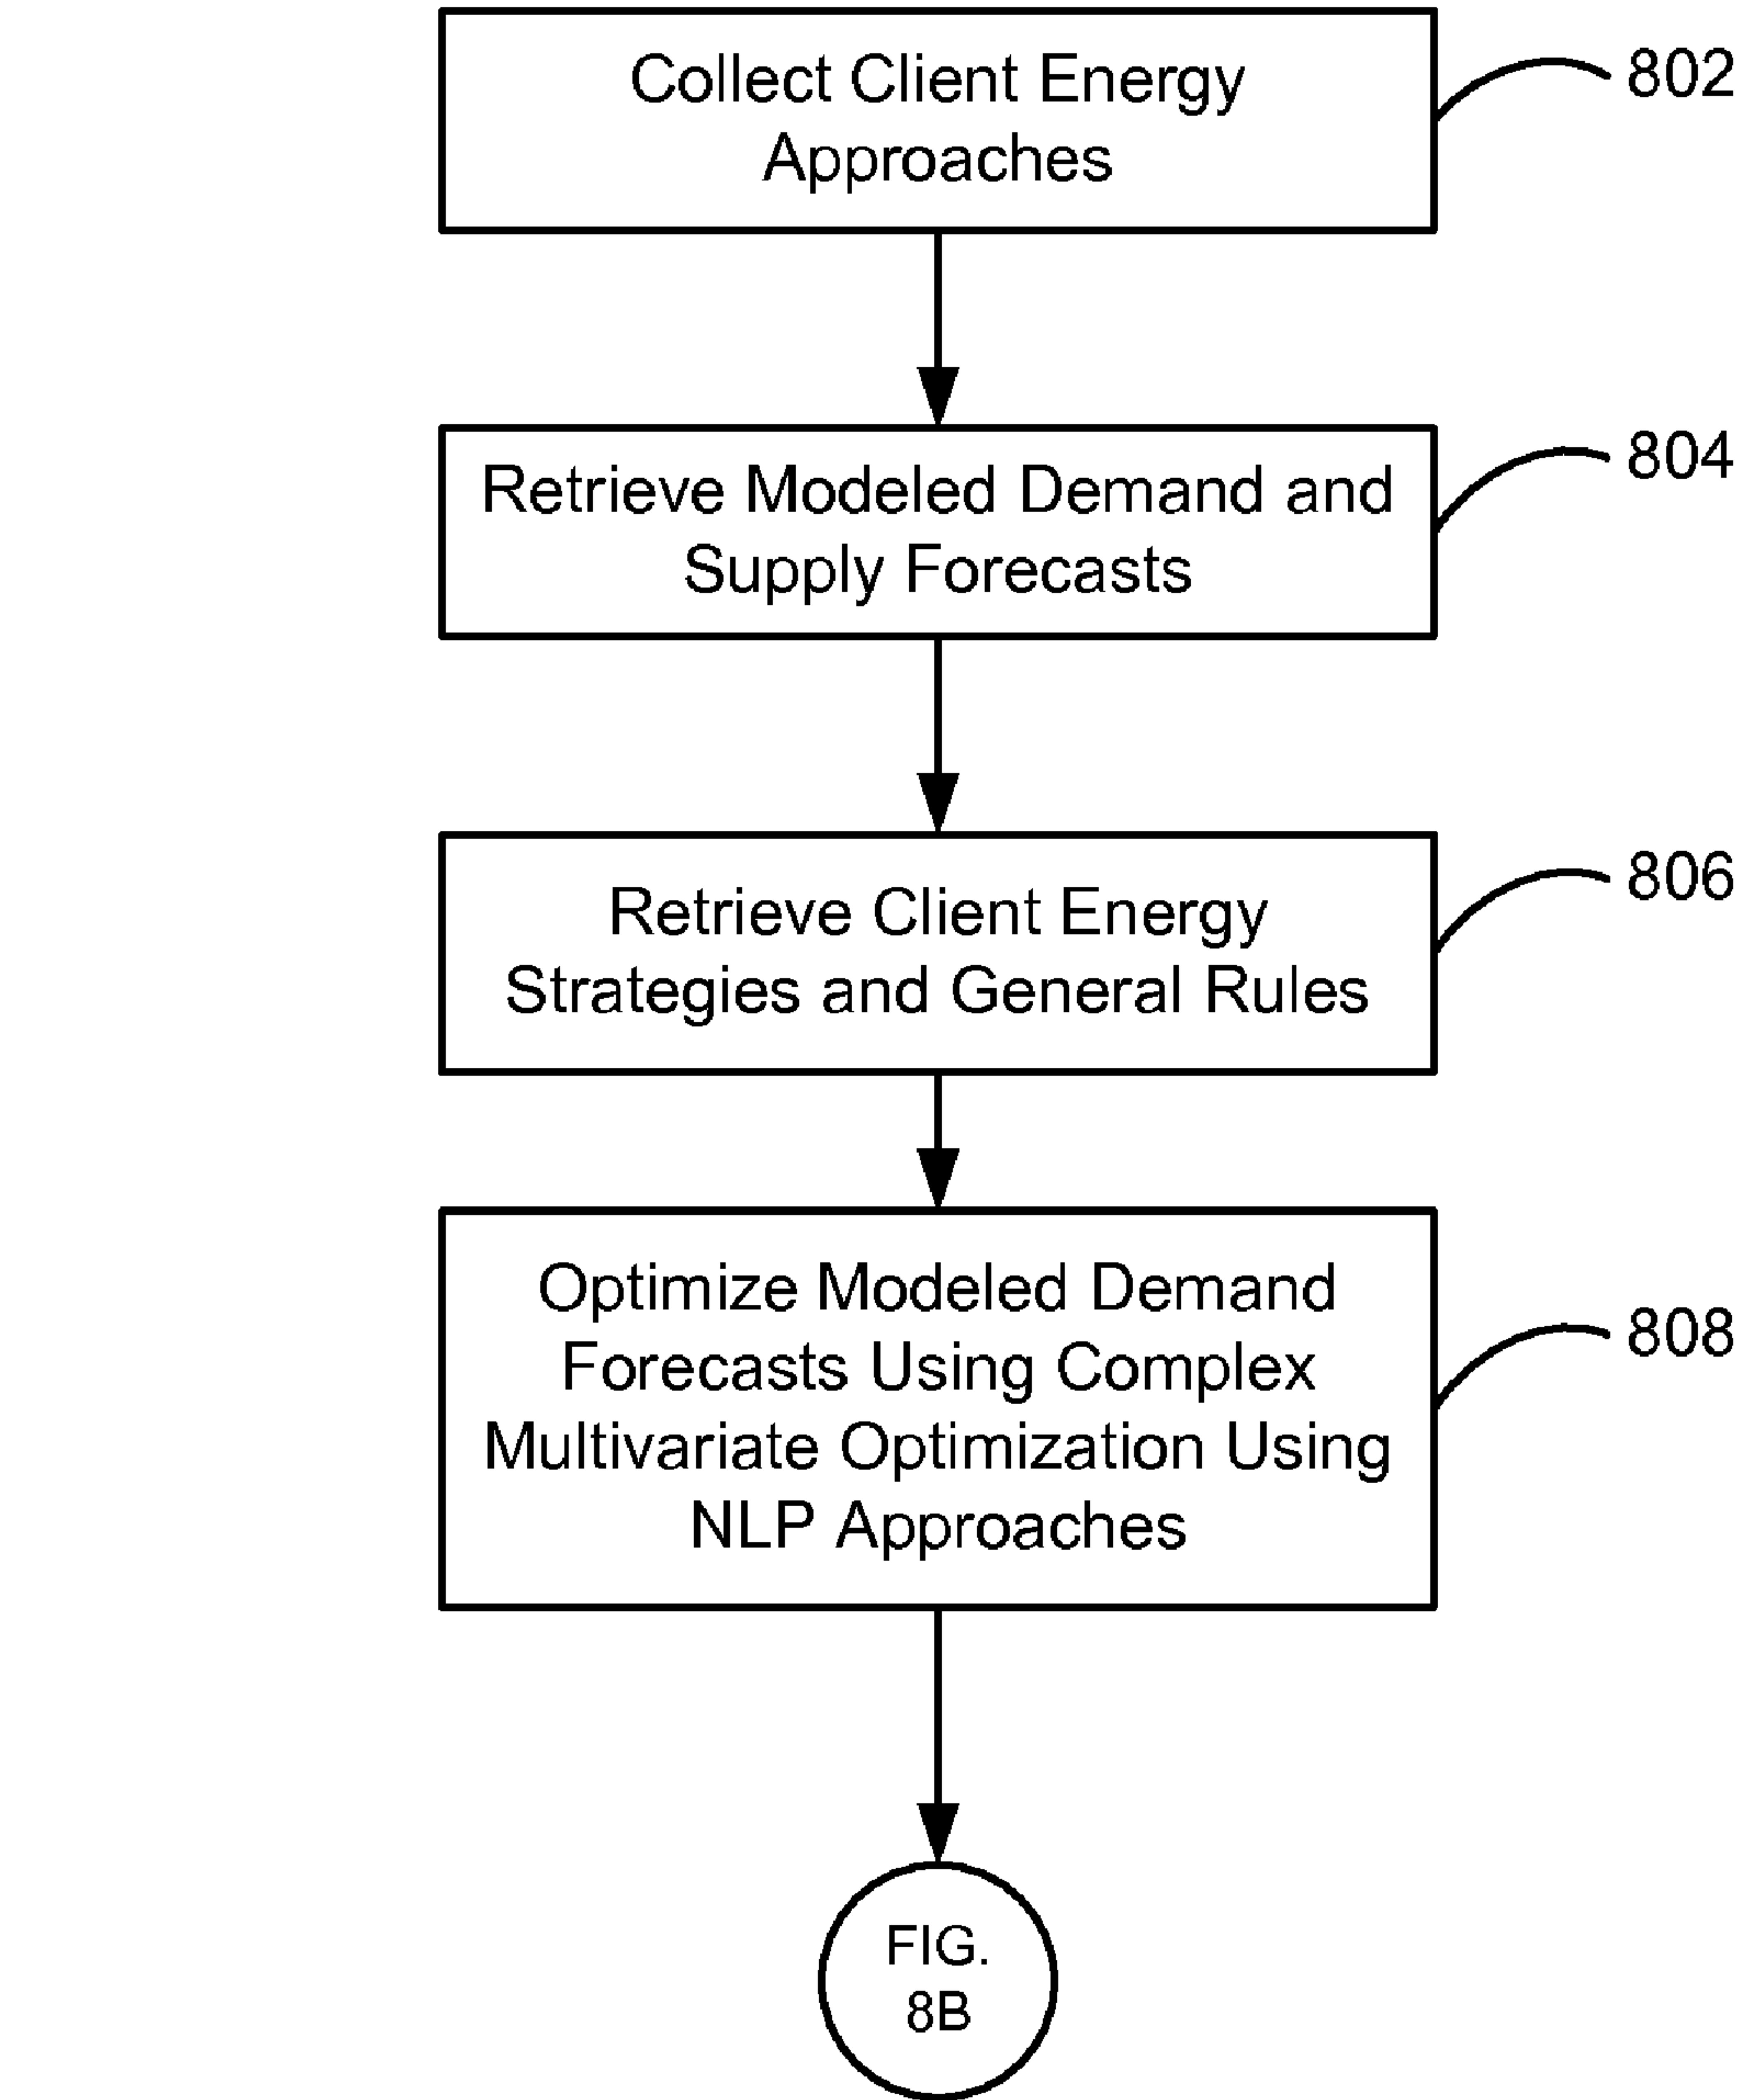 Collect Client Energy
Approaches
802
Retrieve Modeled Demand and
Supply Forecasts
804
Retrieve Client Energy
Strategies and General Rules
806
Optimize Modeled Demand
Forecasts Using Complex
Multivariate Optimization Using
NLP Approaches
808
FIG.
8B